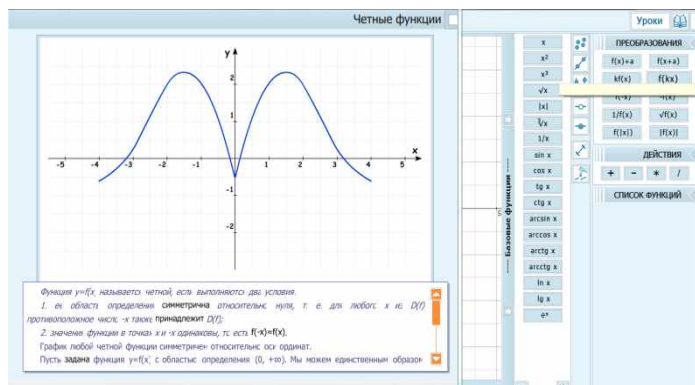 Четные функции
Уроки
y
x
2
1
-1
-2
-5 -4 -3 -2 -1 1 2 3 4 5
Функция y=f(x) называется четной, если выполняются два условия.
1. ее область определения симметрична относительно нуля, т. е. для любого x из D(f)
противоположное число -x также принадлежит D(f);
2. значения функции в точках x и -x одинаковы, то есть f(-x)=f(x).
График любой четной функции симметричен относительно оси ординат.
Пусть задана функция y=f(x) с областью определения (0, +∞). Мы можем единственным образом
Базовые функции
x
x²
x³
√x
|x|
∛x
1/x
sin x
cos x
tg x
ctg x
arcsin x
arccos x
arctg x
arcctg x
ln x
lg x
eˣ
ПРЕОБРАЗОВАНИЯ
f(x)+a f(x+a)
kf(x) f(kx)
f(-x) -f(x)
1/f(x) √f(x)
f(|x|) |f(x)|
ДЕЙСТВИЯ
+ - * /
СПИСОК ФУНКЦИЙ